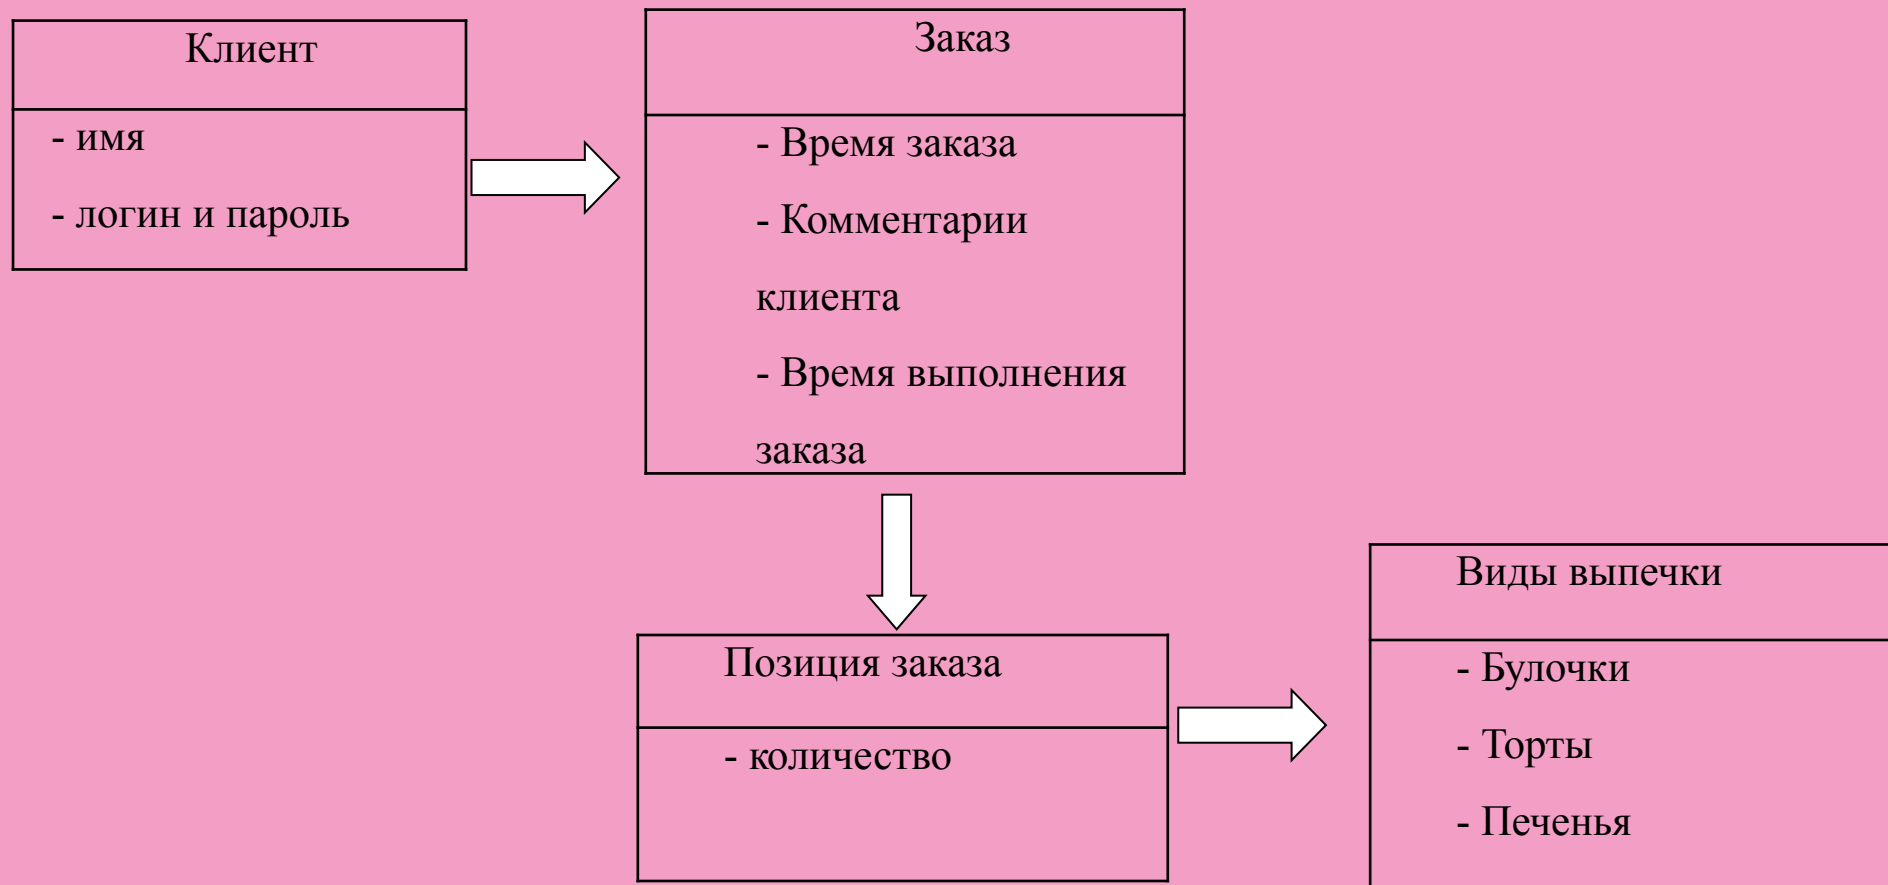 Клиент
- имя
- логин и пароль
Заказ
- Время заказа
- Комментарии
клиента
- Время выполнения
заказа
Позиция заказа
- количество
Виды выпечки
- Булочки
- Торты
- Печенья